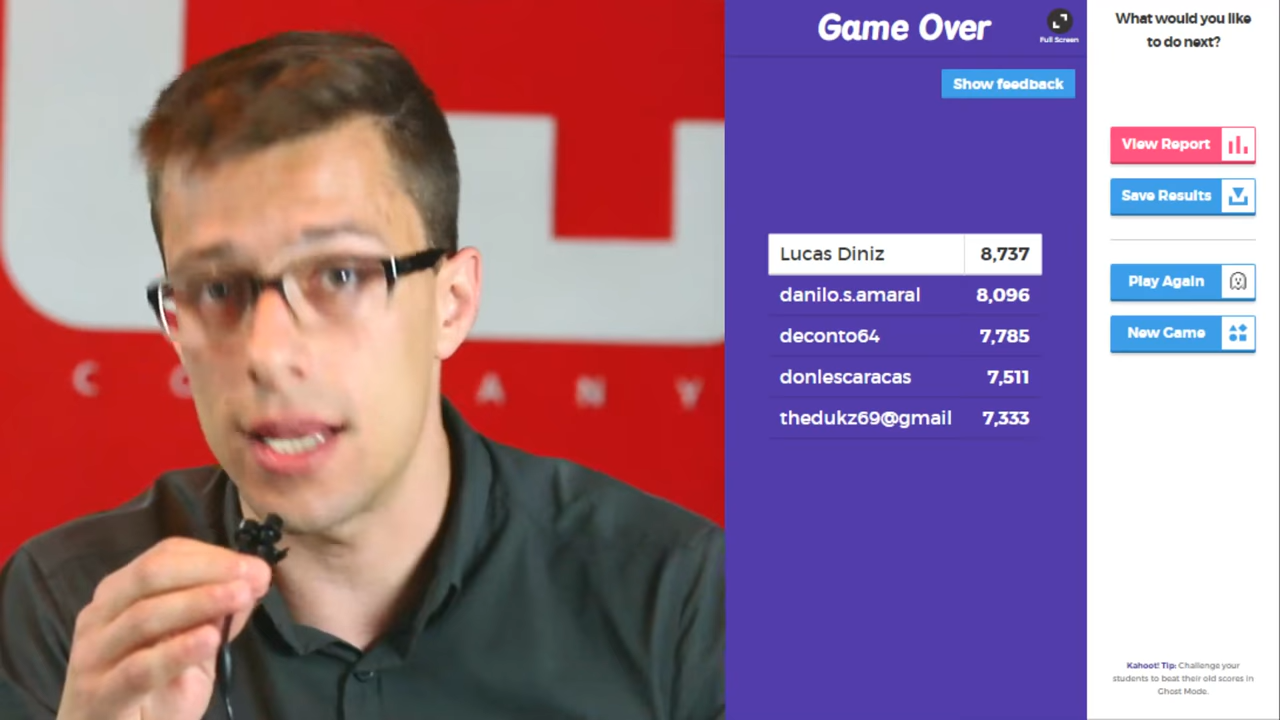 C O A N Y
Game Over
Full Screen
Show feedback
Lucas Diniz 8,737
danilo.s.amaral 8,096
deconto64 7,785
donlescaracas 7,511
thedukz69@gmail 7,333
What would you like
to do next?
View Report
Save Results
Play Again
New Game
Kahoot! Tip: Challenge your
students to beat their old scores in
Ghost Mode.